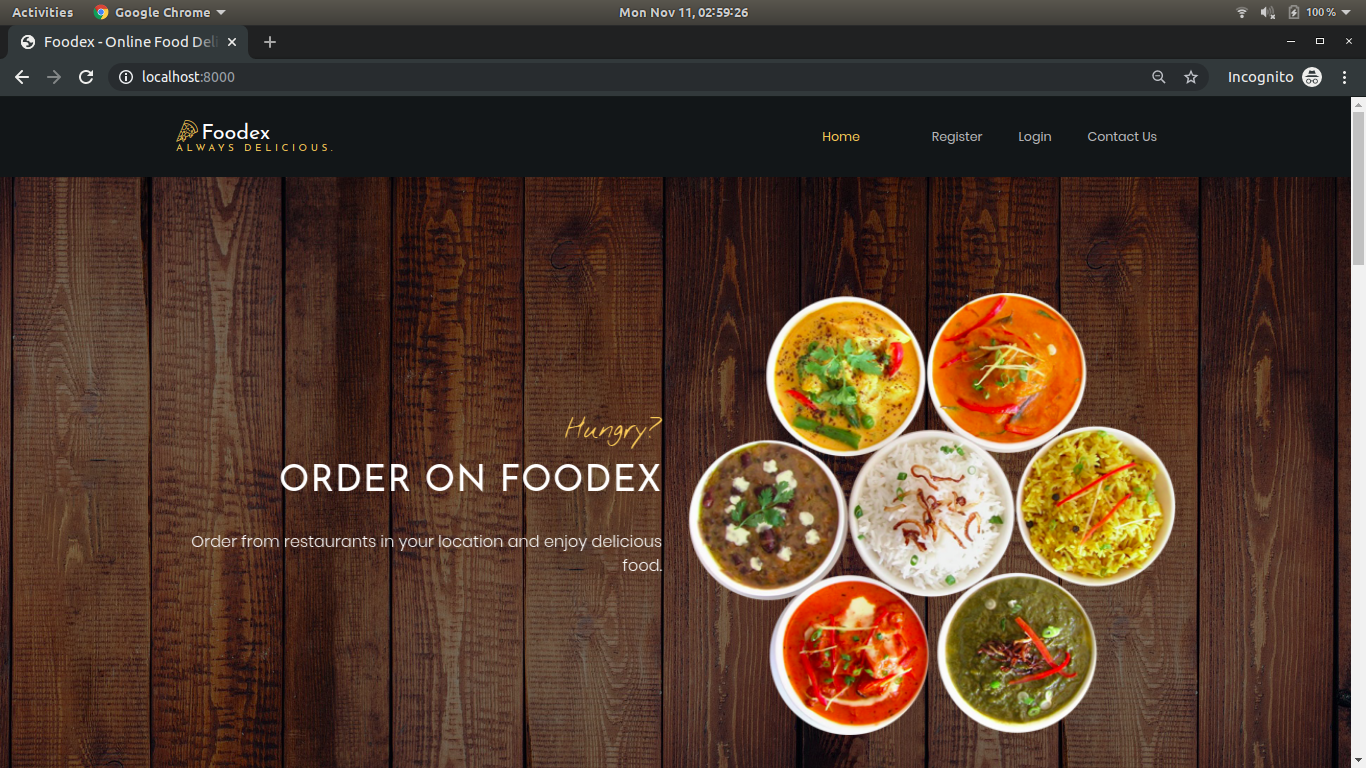 Activities
Google Chrome
Mon Nov 11, 02:59:26
100 %
Foodex - Online Food Deli
localhost:8000
Incognito
Foodex
ALWAYS DELICIOUS.
Home
Register
Login
Contact Us
Hungry?
ORDER ON FOODEX
Order from restaurants in your location and enjoy delicious
food.